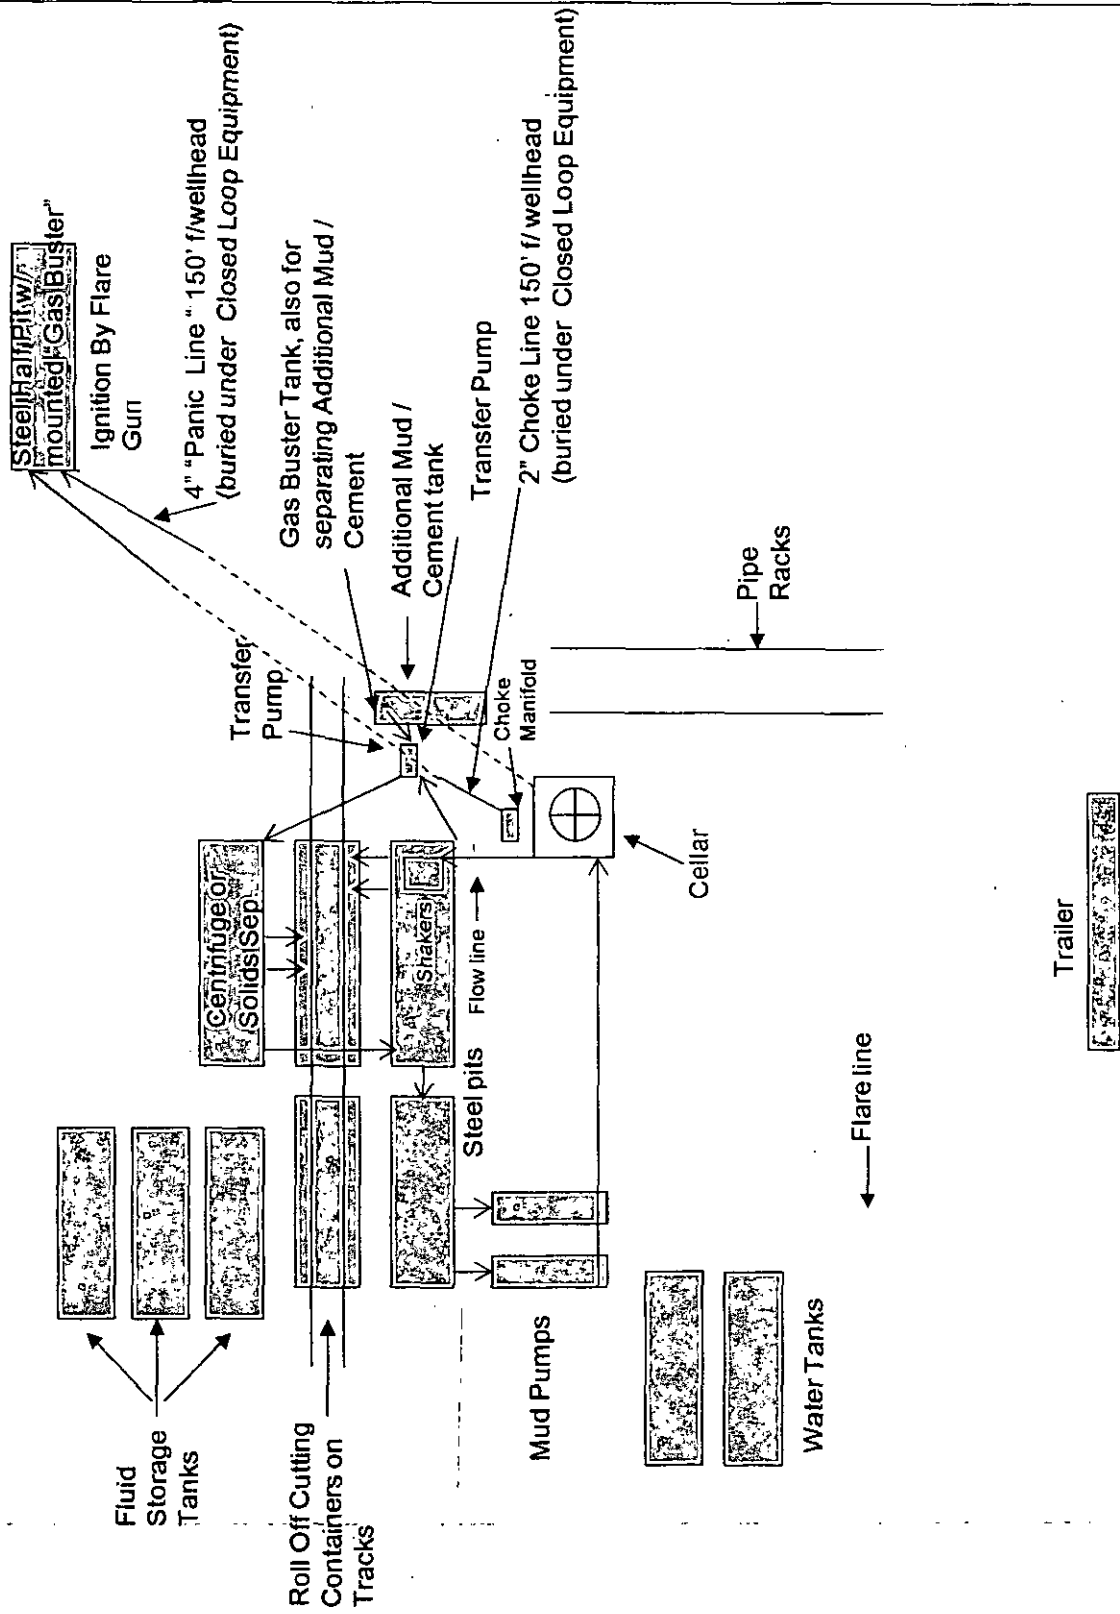 Steel Half Pit w/
mounted "Gas Buster"
Ignition By Flare
Gun
4" "Panic Line" 150' f/wellhead
(buried under Closed Loop Equipment)
Gas Buster Tank, also for
separating Additional Mud /
Cement
Additional Mud /
Cement tank
Transfer Pump
2" Choke Line 150' f/wellhead
(buried under Closed Loop Equipment)
Transfer
Pump
Choke
Manifold
Pipe
Racks
Centrifuge or
Solids Sep
Shakers
Flow line
Cellar
Steel pits
Fluid
Storage
Tanks
Roll Off Cutting
Containers on
Tracks
Mud Pumps
Water Tanks
Flare line
Trailer